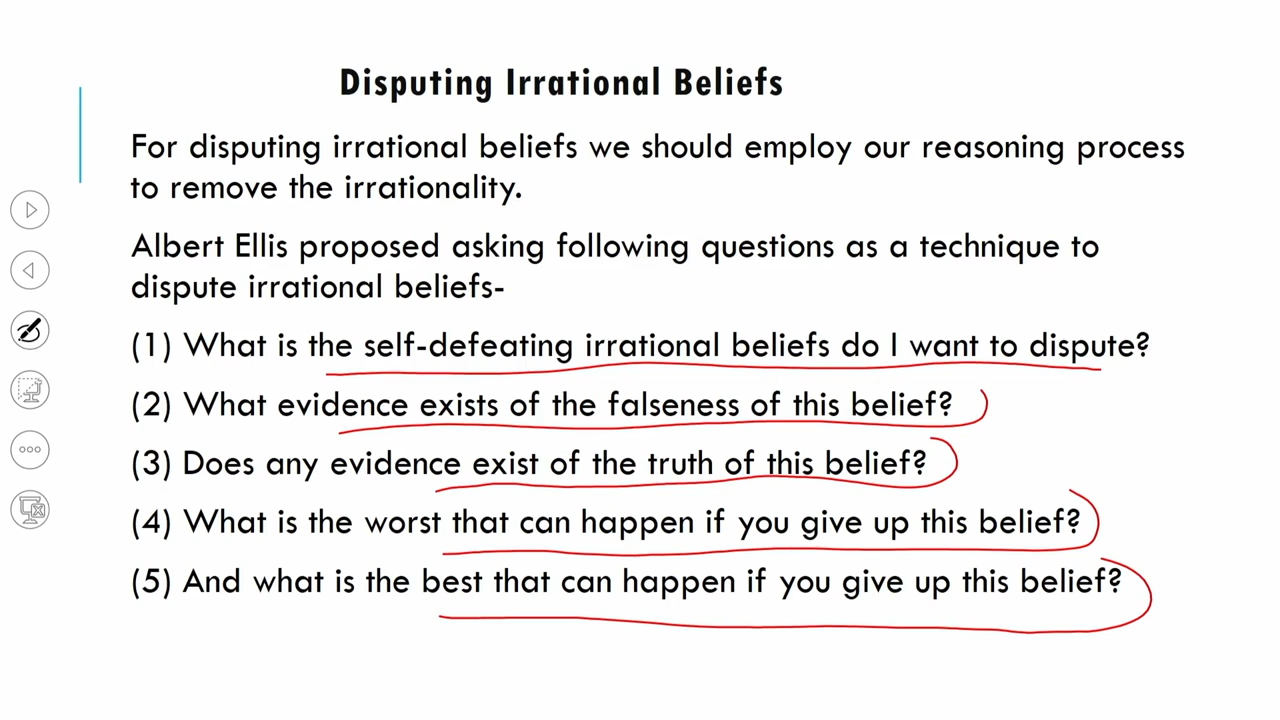 Disputing Irrational Beliefs
For disputing irrational beliefs we should employ our reasoning process
to remove the irrationality.
Albert Ellis proposed asking following questions as a technique to
dispute irrational beliefs-
(1) What is the self-defeating irrational beliefs do I want to dispute?
(2) What evidence exists of the falseness of this belief?
(3) Does any evidence exist of the truth of this belief?
(4) What is the worst that can happen if you give up this belief?
(5) And what is the best that can happen if you give up this belief?